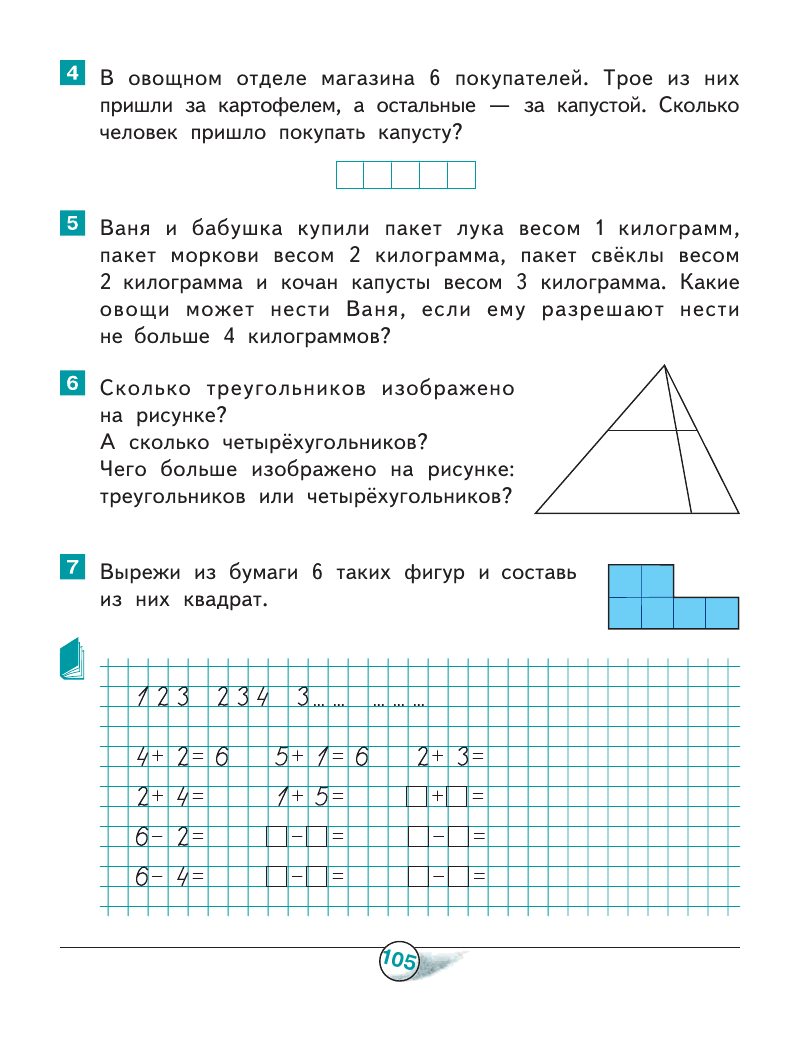 4 В овощном отделе магазина 6 покупателей. Трое из них
пришли за картофелем, а остальные — за капустой. Сколько
человек пришло покупать капусту?
5 Ваня и бабушка купили пакет лука весом 1 килограмм,
пакет моркови весом 2 килограмма, пакет свёклы весом
2 килограмма и кочан капусты весом 3 килограмма. Какие
овощи может нести Ваня, если ему разрешают нести
не больше 4 килограммов?
6 Сколько треугольников изображено
на рисунке?
А сколько четырёхугольников?
Чего больше изображено на рисунке:
треугольников или четырёхугольников?
7 Вырежи из бумаги 6 таких фигур и составь
из них квадрат.
1 2 3 2 3 4 3... ... ... ... ...
4 + 2 = 6 5 + 1 = 6 2 + 3 =
2 + 4 = 1 + 5 = □ + □ =
6 − 2 = □ − □ = □ − □ =
6 − 4 = □ − □ = □ − □ =
105